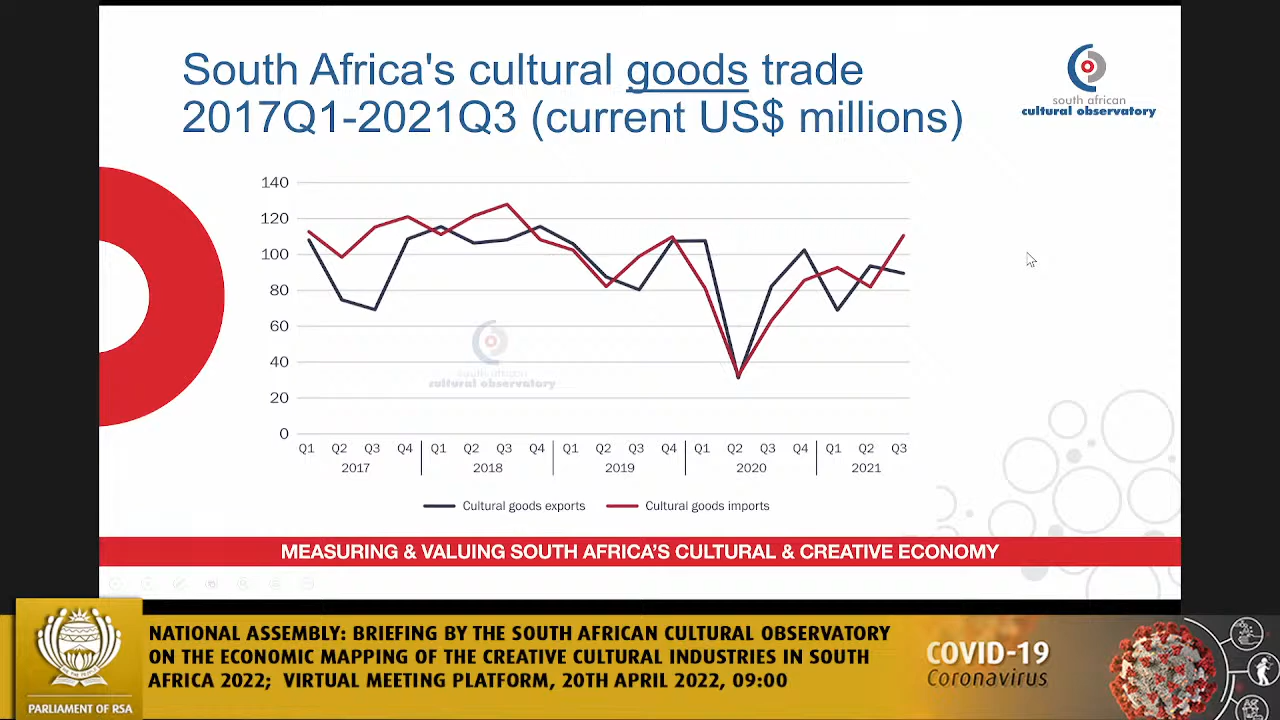 South Africa's cultural goods trade
2017Q1-2021Q3 (current US$ millions)
south african
cultural observatory
140
120
100
80
60
40
20
0
south african
cultural observatory
Q1 Q2 Q3 Q4 Q1 Q2 Q3 Q4 Q1 Q2 Q3 Q4 Q1 Q2 Q3 Q4 Q1 Q2 Q3
2017 2018 2019 2020 2021
Cultural goods exports Cultural goods imports
MEASURING & VALUING SOUTH AFRICA'S CULTURAL & CREATIVE ECONOMY
NATIONAL ASSEMBLY: BRIEFING BY THE SOUTH AFRICAN CULTURAL OBSERVATORY
ON THE ECONOMIC MAPPING OF THE CREATIVE CULTURAL INDUSTRIES IN SOUTH
AFRICA 2022; VIRTUAL MEETING PLATFORM, 20TH APRIL 2022, 09:00
PARLIAMENT OF RSA
COVID-19
Coronavirus